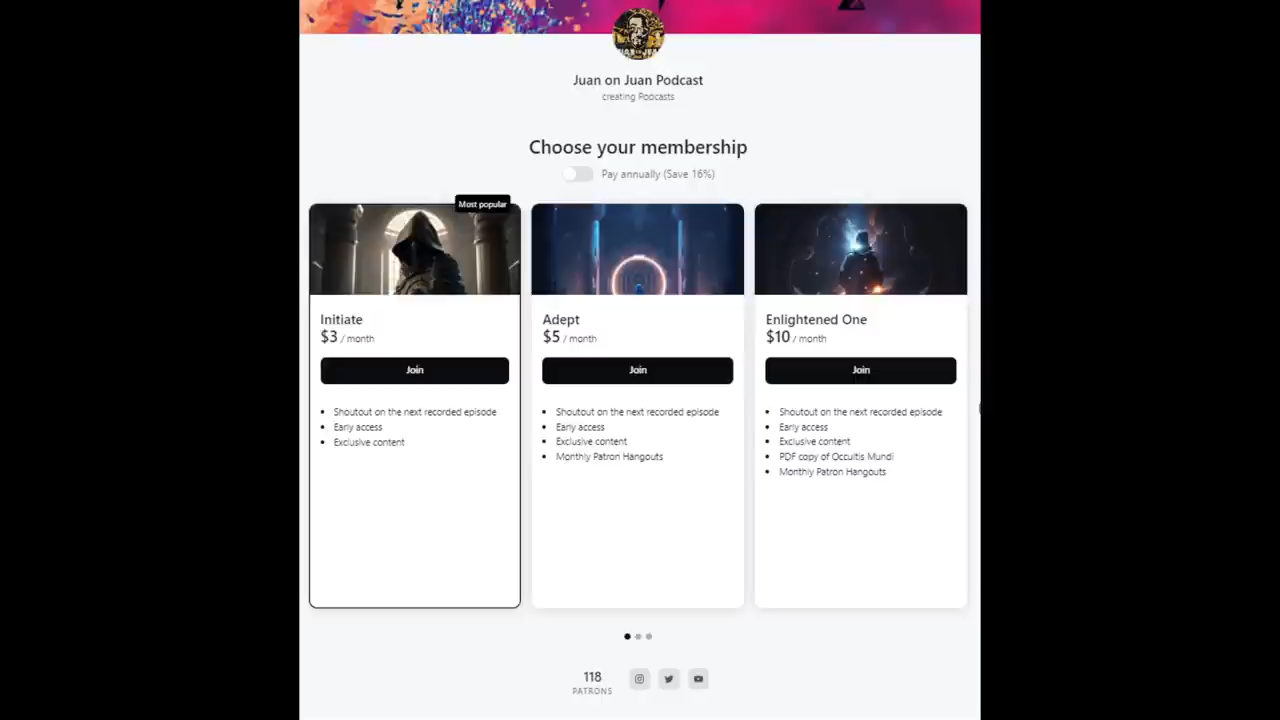 Juan on Juan Podcast
creating Podcasts
Choose your membership
Pay annually (Save 16%)
Most popular
Initiate
$3 / month
Join
• Shoutout on the next recorded episode
• Early access
• Exclusive content
Adept
$5 / month
Join
• Shoutout on the next recorded episode
• Early access
• Exclusive content
• Monthly Patron Hangouts
Enlightened One
$10 / month
Join
• Shoutout on the next recorded episode
• Early access
• Exclusive content
• PDF copy of Occultis Mundi
• Monthly Patron Hangouts
118
PATRONS